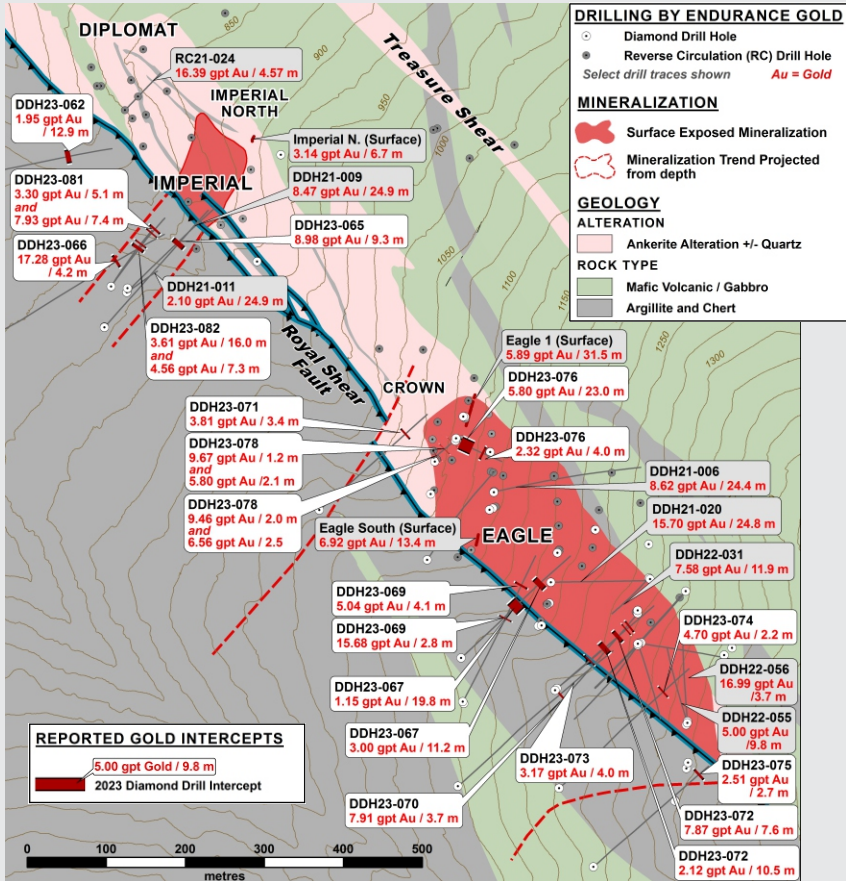 DIPLOMAT
RC21-024
16.39 gpt Au / 4.57 m
IMPERIAL
NORTH
DDH23-062
1.95 gpt Au
/ 12.9 m
Imperial N. (Surface)
3.14 gpt Au / 6.7 m
DDH23-081
3.30 gpt Au / 5.1 m
and
7.93 gpt Au / 7.4 m
IMPERIAL
DDH21-009
8.47 gpt Au / 24.9 m
DDH23-065
8.98 gpt Au / 9.3 m
DDH23-066
17.28 gpt Au
/ 4.2 m
DDH21-011
2.10 gpt Au / 24.9 m
DDH23-082
3.61 gpt Au / 16.0 m
and
4.56 gpt Au / 7.3 m
Royal Shear
Fault
Treasure Shear
850
900
950
1000
1050
1100
1150
1250
1300
DRILLING BY ENDURANCE GOLD
Diamond Drill Hole
Reverse Circulation (RC) Drill Hole
Select drill traces shown
Au = Gold
MINERALIZATION
Surface Exposed Mineralization
Mineralization Trend Projected
from depth
GEOLOGY
ALTERATION
Ankerite Alteration +/- Quartz
ROCK TYPE
Mafic Volcanic / Gabbro
Argillite and Chert
CROWN
Eagle 1 (Surface)
5.89 gpt Au / 31.5 m
DDH23-076
5.80 gpt Au / 23.0 m
DDH23-071
3.81 gpt Au / 3.4 m
DDH23-078
9.67 gpt Au / 1.2 m
and
5.80 gpt Au /2.1 m
DDH23-076
2.32 gpt Au / 4.0 m
DDH23-078
9.46 gpt Au / 2.0 m
and
6.56 gpt Au / 2.5
DDH21-006
8.62 gpt Au / 24.4 m
DDH21-020
15.70 gpt Au / 24.8 m
Eagle South (Surface)
6.92 gpt Au / 13.4 m
EAGLE
DDH22-031
7.58 gpt Au / 11.9 m
DDH23-069
5.04 gpt Au / 4.1 m
DDH23-069
15.68 gpt Au / 2.8 m
DDH23-074
4.70 gpt Au / 2.2 m
DDH22-056
16.99 gpt Au
/3.7 m
DDH23-067
1.15 gpt Au / 19.8 m
DDH22-055
5.00 gpt Au
/9.8 m
DDH23-067
3.00 gpt Au / 11.2 m
DDH23-073
3.17 gpt Au / 4.0 m
DDH23-075
2.51 gpt Au
/ 2.7 m
DDH23-070
7.91 gpt Au / 3.7 m
DDH23-072
7.87 gpt Au / 7.6 m
DDH23-072
2.12 gpt Au / 10.5 m
REPORTED GOLD INTERCEPTS
5.00 gpt Gold / 9.8 m
2023 Diamond Drill Intercept
0 100 200 300 400 500
metres